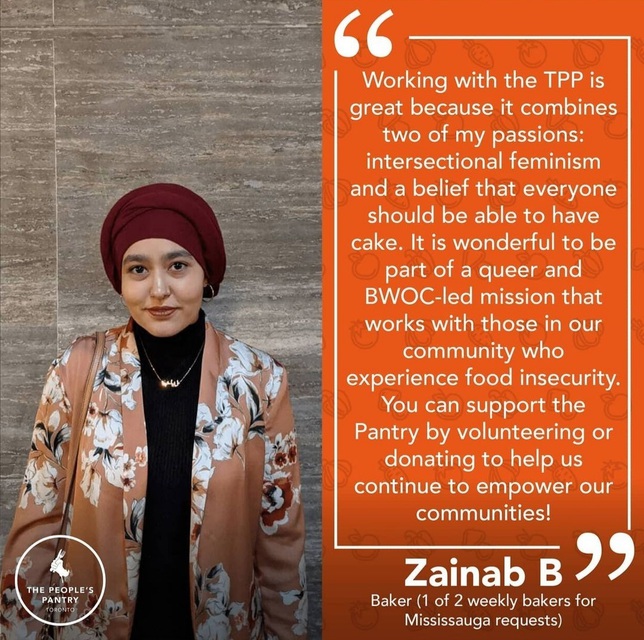 Working with the TPP is
great because it combines
two of my passions:
intersectional feminism
and a belief that everyone
should be able to have
cake. It is wonderful to be
part of a queer and
BWOC-led mission that
works with those in our
community who
experience food insecurity.
You can support the
Pantry by volunteering or
donating to help us
continue to empower our
communities!
Zainab B
Baker (1 of 2 weekly bakers for
Mississauga requests)
THE PEOPLE'S
PANTRY
TORONTO